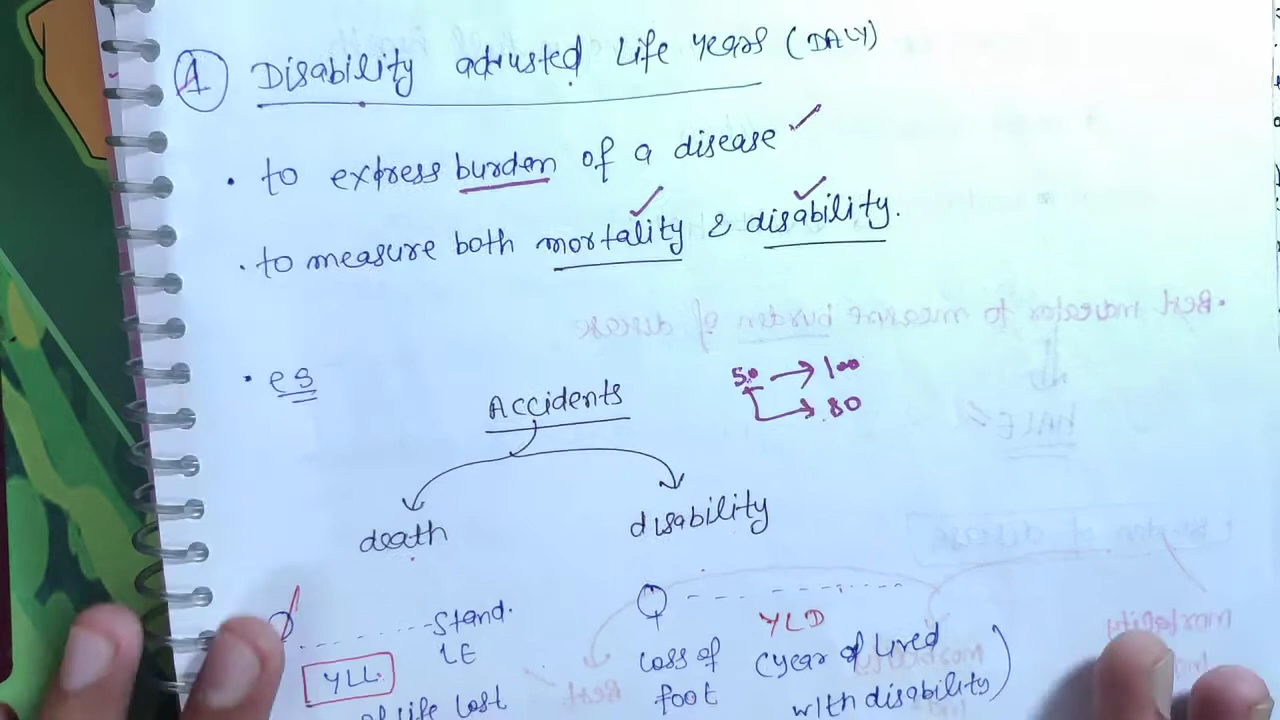 1 Disability adjusted Life Years (DALY)
• to express burden of a disease ✓
• to measure both mortality & disability.
• eg
50 → 100
→ 80
Accidents
death
disability
Stand.
LE
YLL
of life lost
Loss of
foot
YLD
(year of lived
with disability)